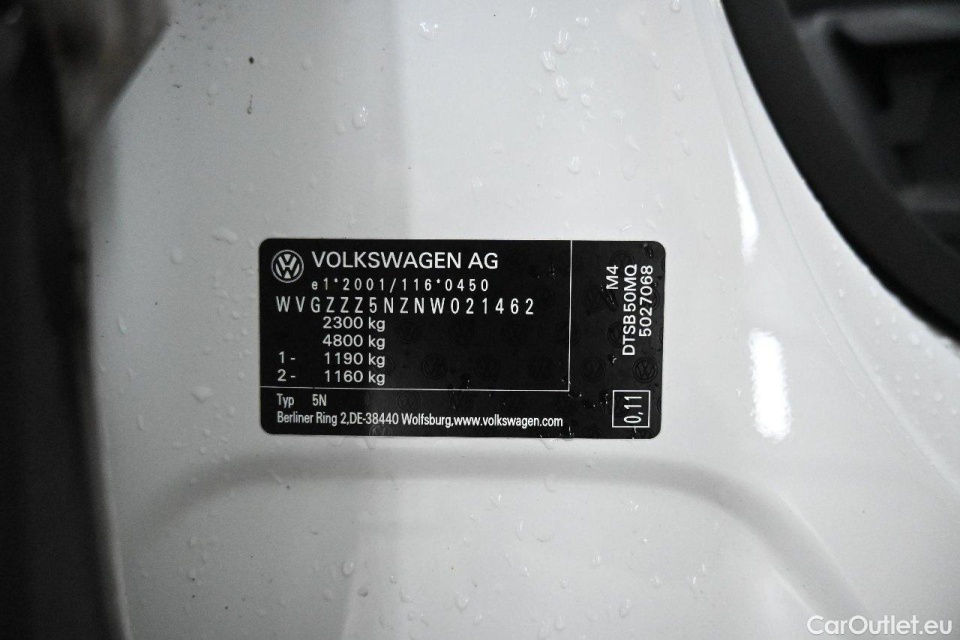 VOLKSWAGEN AG
e1*2001/116*0450
WVGZZZ5NZNW021462
2300 kg
4800 kg
1- 1190 kg
2- 1160 kg
Typ 5N
Berliner Ring 2,DE-38440 Wolfsburg,www.volkswagen.com
M4
DTSB50MQ
5027068
0,11
CarOutlet.eu